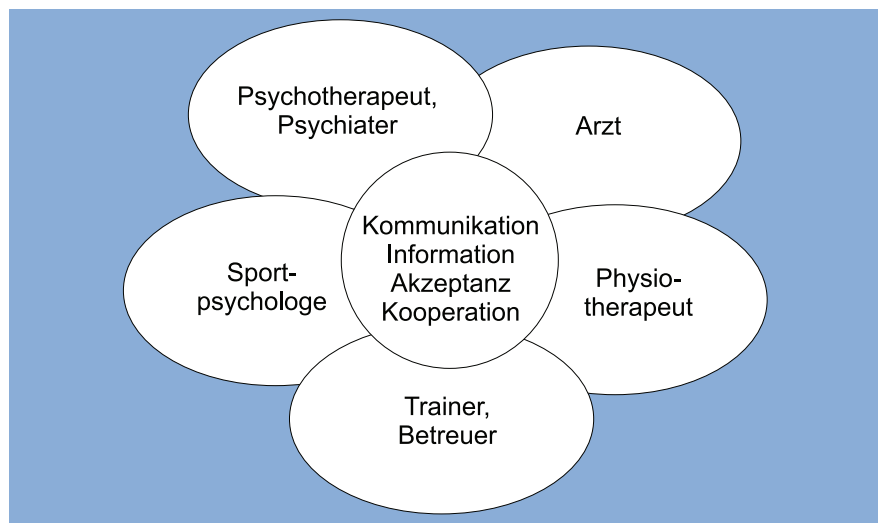 Psychotherapeut,
Psychiater
Arzt
Kommunikation
Information
Akzeptanz
Kooperation
Sport-
psychologe
Physio-
therapeut
Trainer,
Betreuer